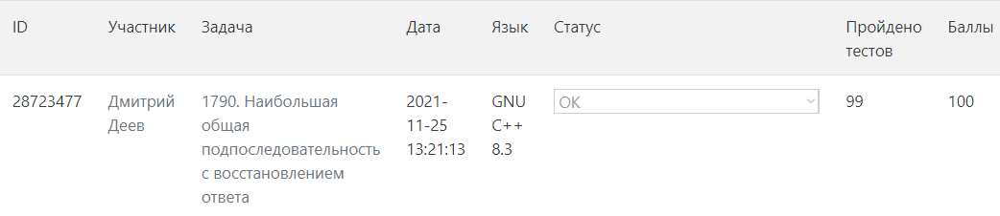 ID Участник Задача Дата Язык Статус Пройдено тестов Баллы
28723477 Дмитрий 1790. Наибольшая 2021- GNU OK 99 100
Деев общая 11-25 C++
подпоследовательность 13:21:13 8.3
с восстановлением
ответа